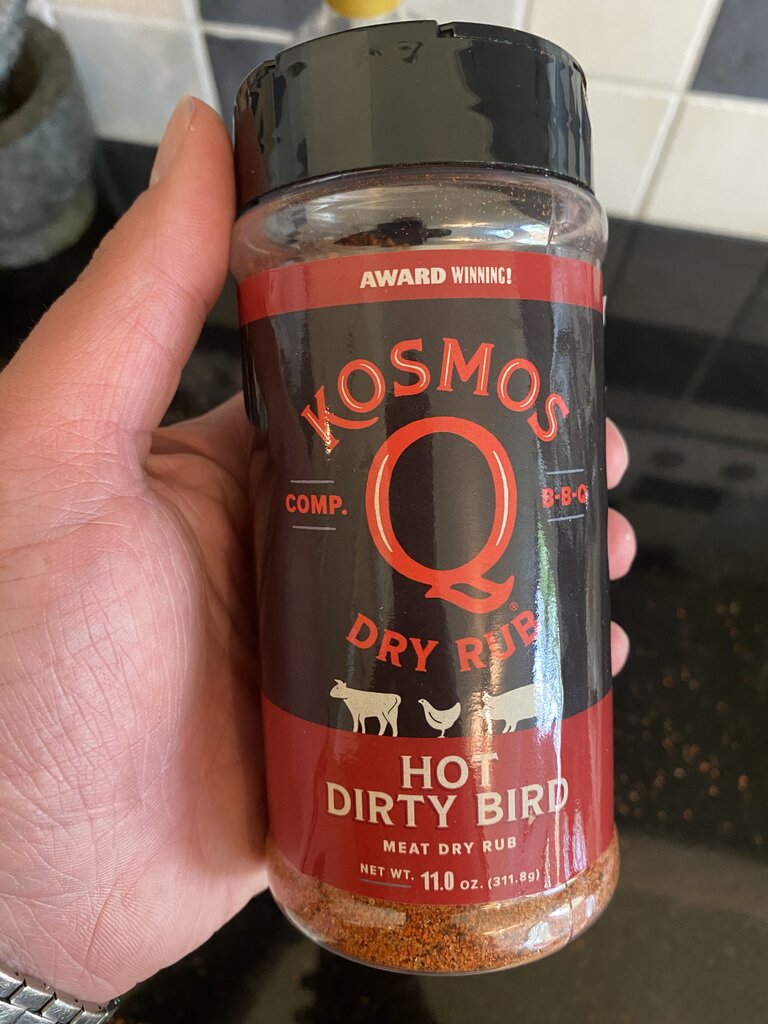 AWARD WINNING!
KOSMOS
Q
COMP. B-B-Q
DRY RUB®
HOT
DIRTY BIRD
MEAT DRY RUB
NET WT. 11.0 OZ. (311.8g)